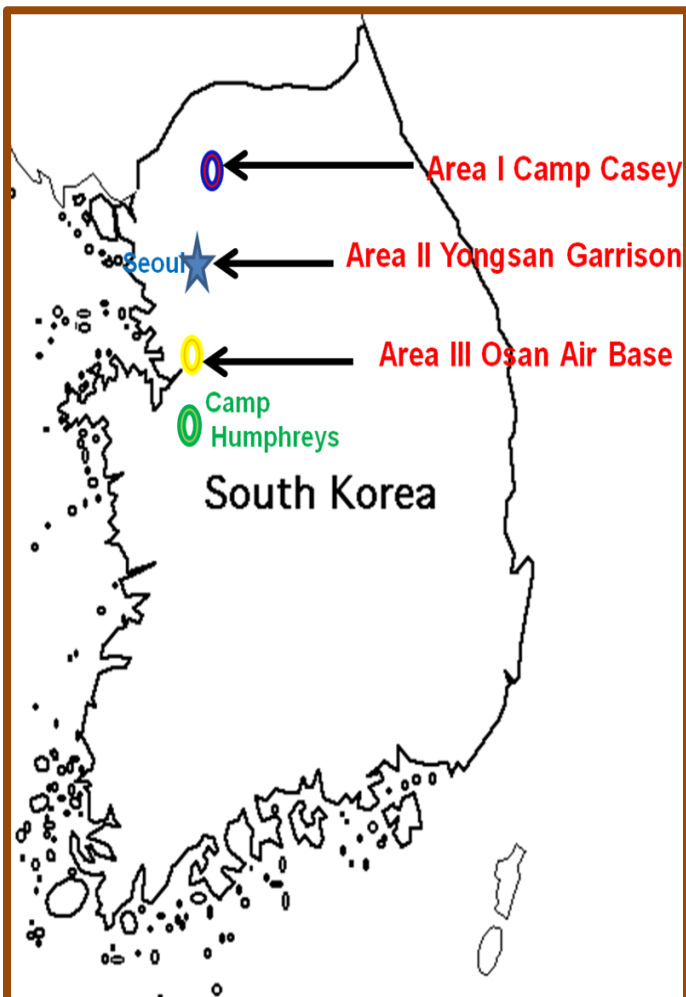 Area I Camp Casey
Seoul
Area II Yongsan Garrison
Area III Osan Air Base
Camp
Humphreys
South Korea